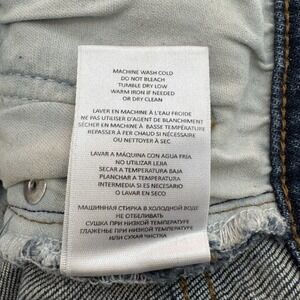 MACHINE WASH COLD
DO NOT BLEACH
TUMBLE DRY LOW
WARM IRON IF NEEDED
OR DRY CLEAN
LAVER EN MACHINE À L'EAU FROIDE
NE PAS UTILISER D'AGENT DE BLANCHIMENT
SÉCHER EN MACHINE À BASSE TEMPÉRATURE
REPASSER À FER CHAUD SI NÉCESSAIRE
OU NETTOYER À SEC
LAVAR A MÁQUINA CON AGUA FRÍA
NO UTILIZAR LEJIA
SECAR A TEMPERATURA BAJA
PLANCHAR A TEMPERATURA
INTERMEDIA SI ES NECESARIO
O LAVAR EN SECO
МАШИННАЯ СТИРКА В ХОЛОДНОЙ ВОДЕ
НЕ ОТБЕЛИВАТЬ
СУШКА ПРИ НИЗКОЙ ТЕМПЕРАТУРЕ
ГЛАЖЕНЬЕ ПРИ НИЗКОЙ ТЕМПЕРАТУРЕ
ИЛИ СУХАЯ ЧИСТКА